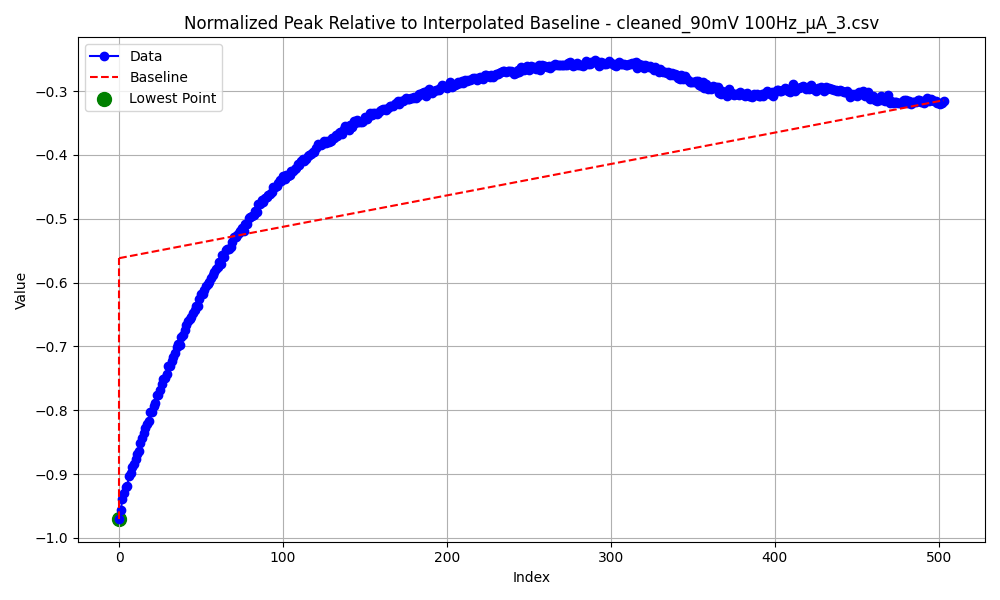 Normalized Peak Relative to Interpolated Baseline - cleaned_90mV 100Hz_µA_3.csv
Data
Baseline
Lowest Point
Value
−0.3
−0.4
−0.5
−0.6
−0.7
−0.8
−0.9
−1.0
0
100
200
300
400
500
Index